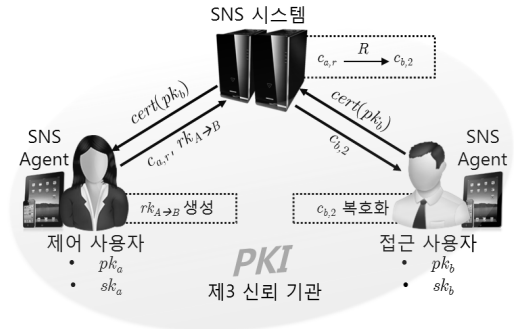 SNS 시스템
c_{a,r} R → c_{b,2}
cert(pk_b)
c_{a,r}, rk_{A→B}
cert(pk_b)
c_{b,2}
SNS Agent
SNS Agent
rk_{A→B} 생성
c_{b,2} 복호화
제어 사용자
• pk_a
• sk_a
접근 사용자
• pk_b
• sk_b
PKI
제3 신뢰 기관